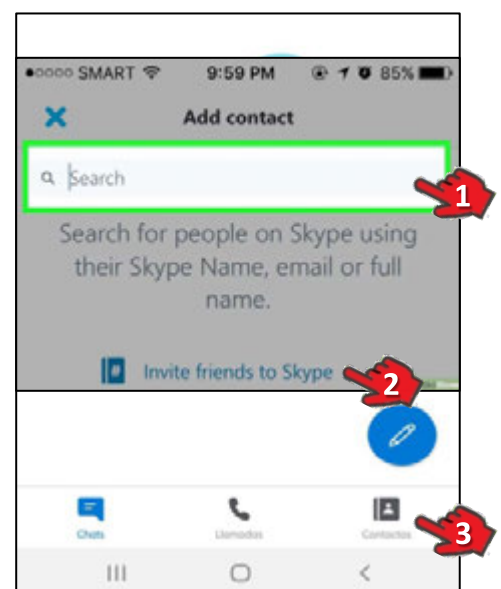 SMART 9:59 PM 85%
Add contact
Search
1
Search for people on Skype using
their Skype Name, email or full
name.
Invite friends to Skype
2
Chats Llamadas Contactos
3